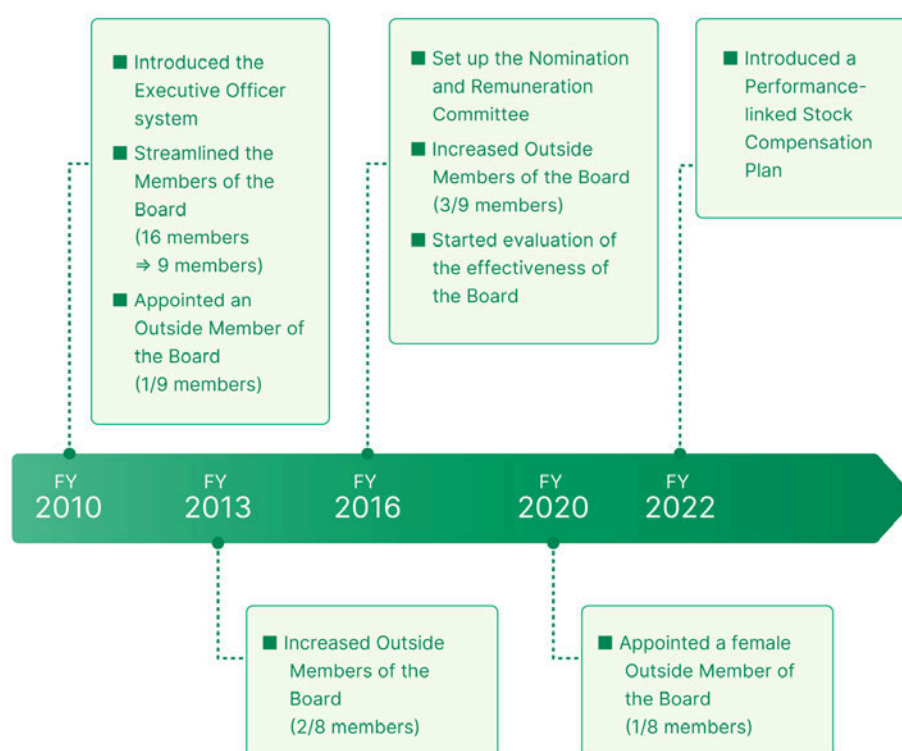 ■ Introduced the
Executive Officer
system
■ Streamlined the
Members of the
Board
(16 members
⇒ 9 members)
■ Appointed an
Outside Member of
the Board
(1/9 members)
■ Set up the Nomination
and Remuneration
Committee
■ Increased Outside
Members of the Board
(3/9 members)
■ Started evaluation of
the effectiveness of
the Board
■ Introduced a
Performance-
linked Stock
Compensation
Plan
FY
2010
FY
2013
FY
2016
FY
2020
FY
2022
■ Increased Outside
Members of the
Board
(2/8 members)
■ Appointed a female
Outside Member of
the Board
(1/8 members)